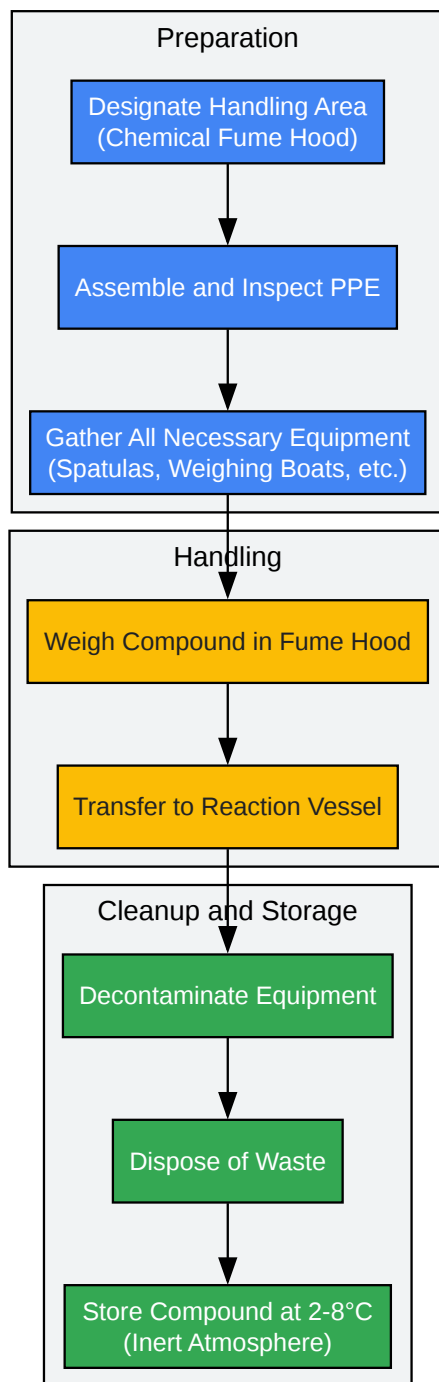 Preparation
Designate Handling Area
(Chemical Fume Hood)
Assemble and Inspect PPE
Gather All Necessary Equipment
(Spatulas, Weighing Boats, etc.)
Handling
Weigh Compound in Fume Hood
Transfer to Reaction Vessel
Cleanup and Storage
Decontaminate Equipment
Dispose of Waste
Store Compound at 2-8°C
(Inert Atmosphere)